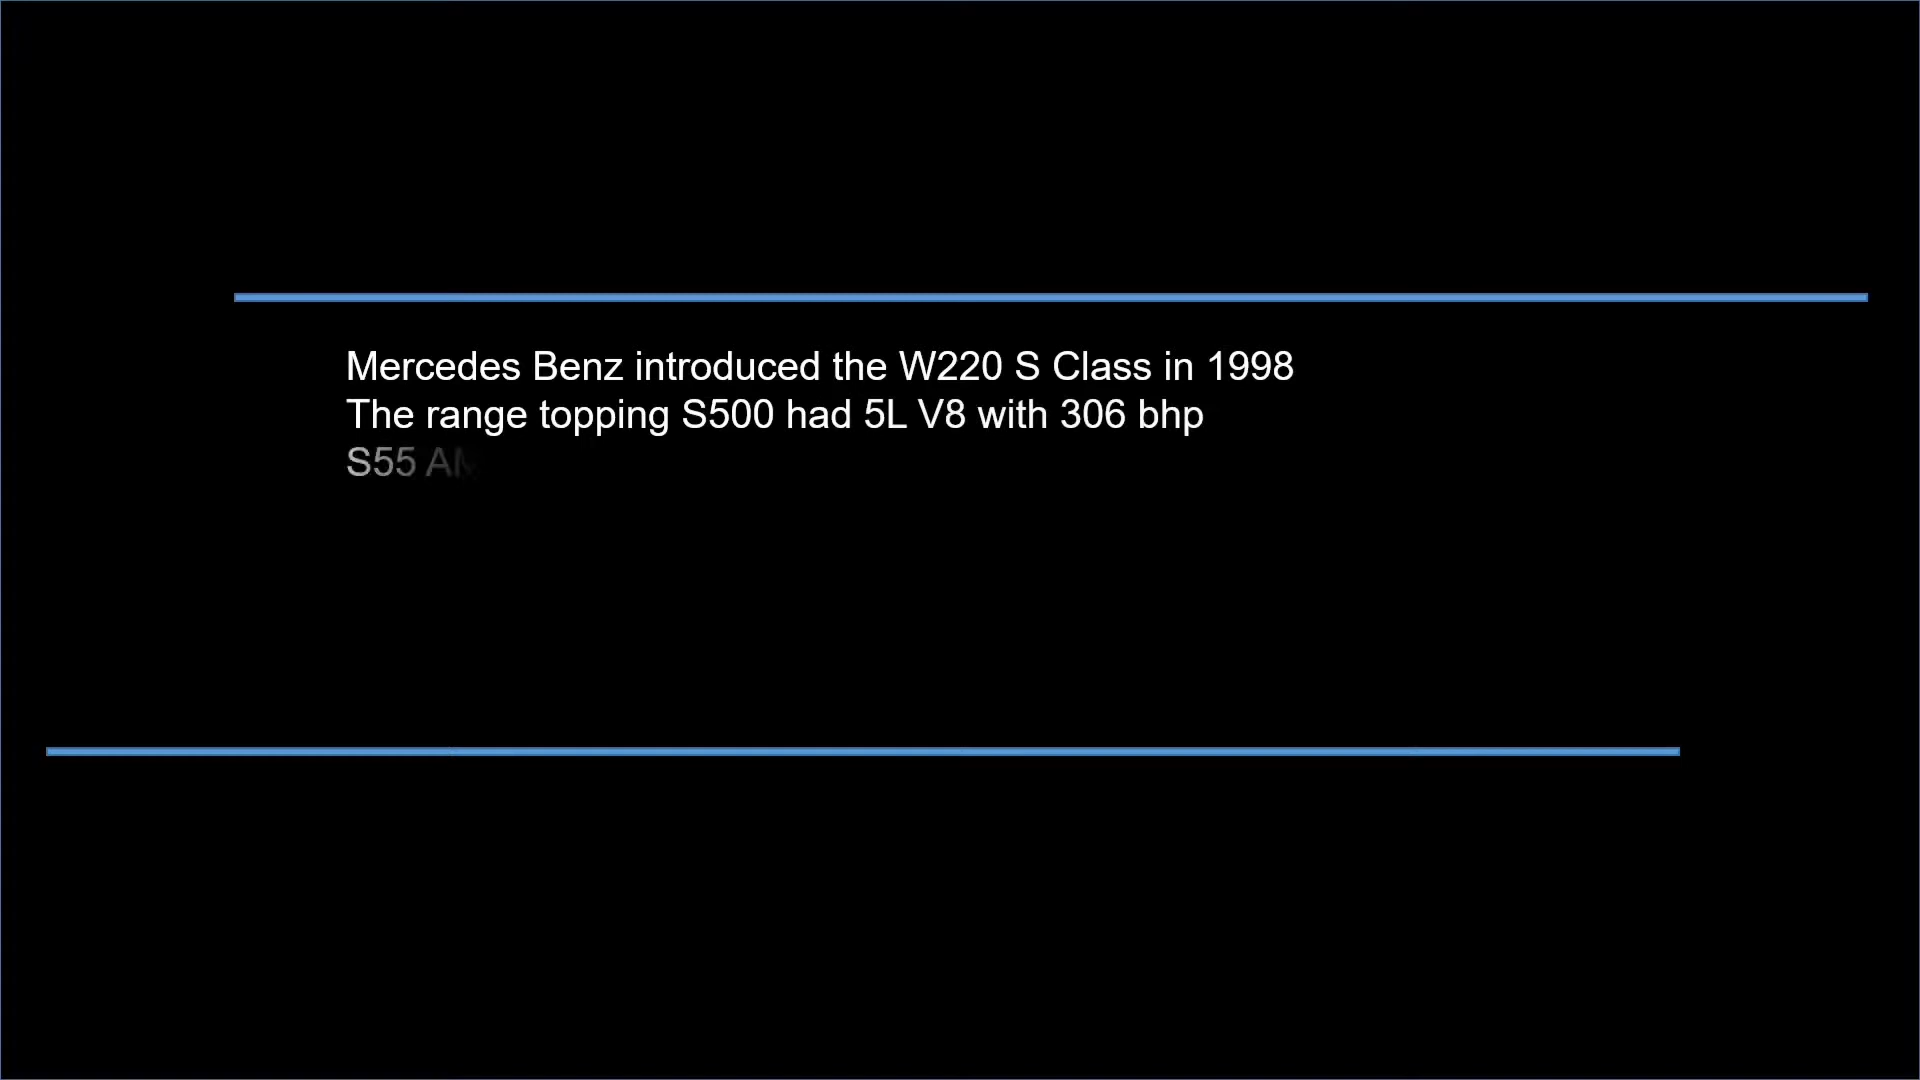 Mercedes Benz introduced the W220 S Class in 1998
The range topping S500 had 5L V8 with 306 bhp
S55